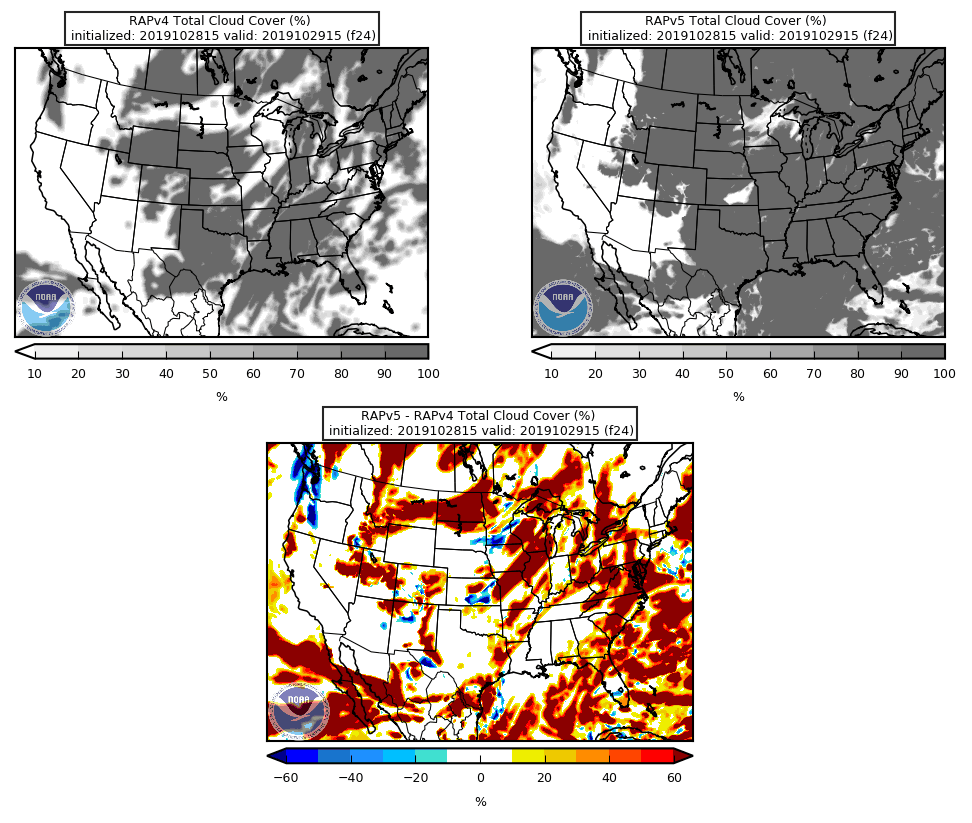 RAPv4 Total Cloud Cover (%)
initialized: 2019102815 valid: 2019102915 (f24)
RAPv5 Total Cloud Cover (%)
initialized: 2019102815 valid: 2019102915 (f24)
NOAA
NOAA
10 20 30 40 50 60 70 80 90 100
%
10 20 30 40 50 60 70 80 90 100
%
RAPv5 - RAPv4 Total Cloud Cover (%)
initialized: 2019102815 valid: 2019102915 (f24)
NOAA
−60 −40 −20 0 20 40 60
%